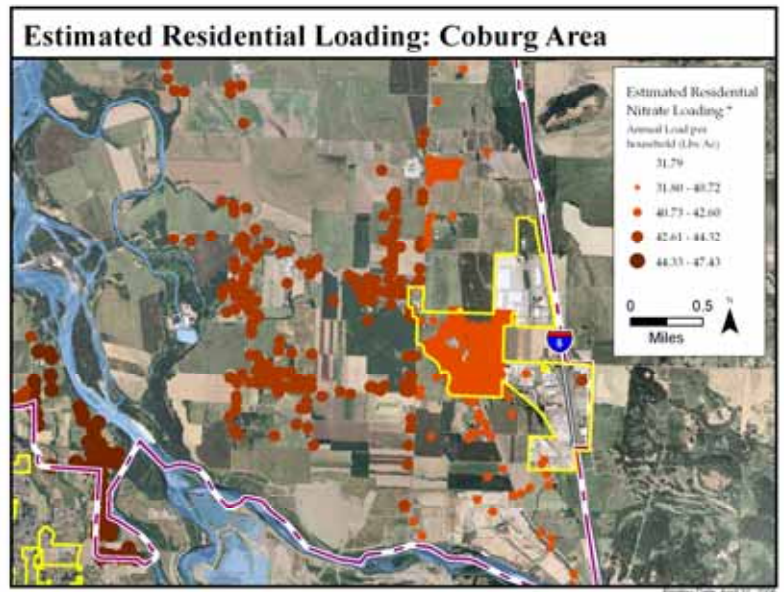 Estimated Residential Loading: Coburg Area
Estimated Residential
Nitrate Loading *
Annual Load per
household (Lbs Ac)
31.79
31.80 - 40.72
40.73 - 42.60
42.61 - 44.32
44.33 - 47.43
0 0.5
N
Miles